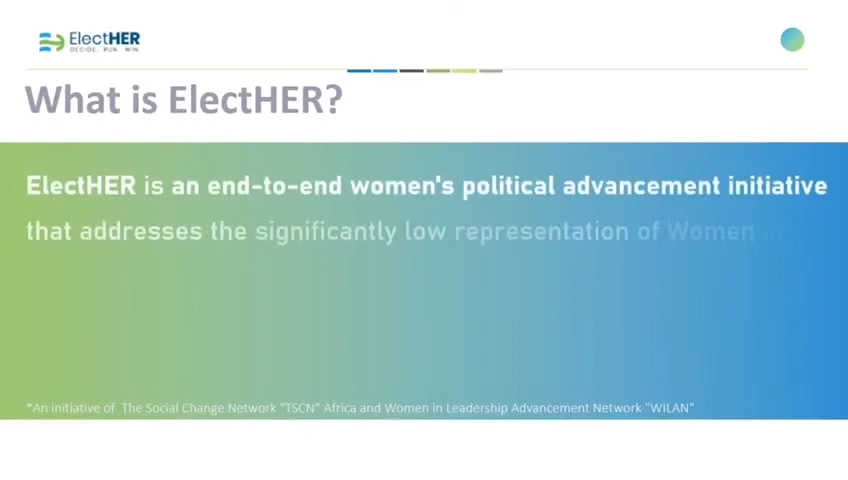 ElectHER
DECIDE RUN WIN
What is ElectHER?
ElectHER is an end-to-end women's political advancement initiative
that addresses the significantly low representation of Women in
*An initiative of The Social Change Network "TSCN" Africa and Women in Leadership Advancement Network "WILAN"